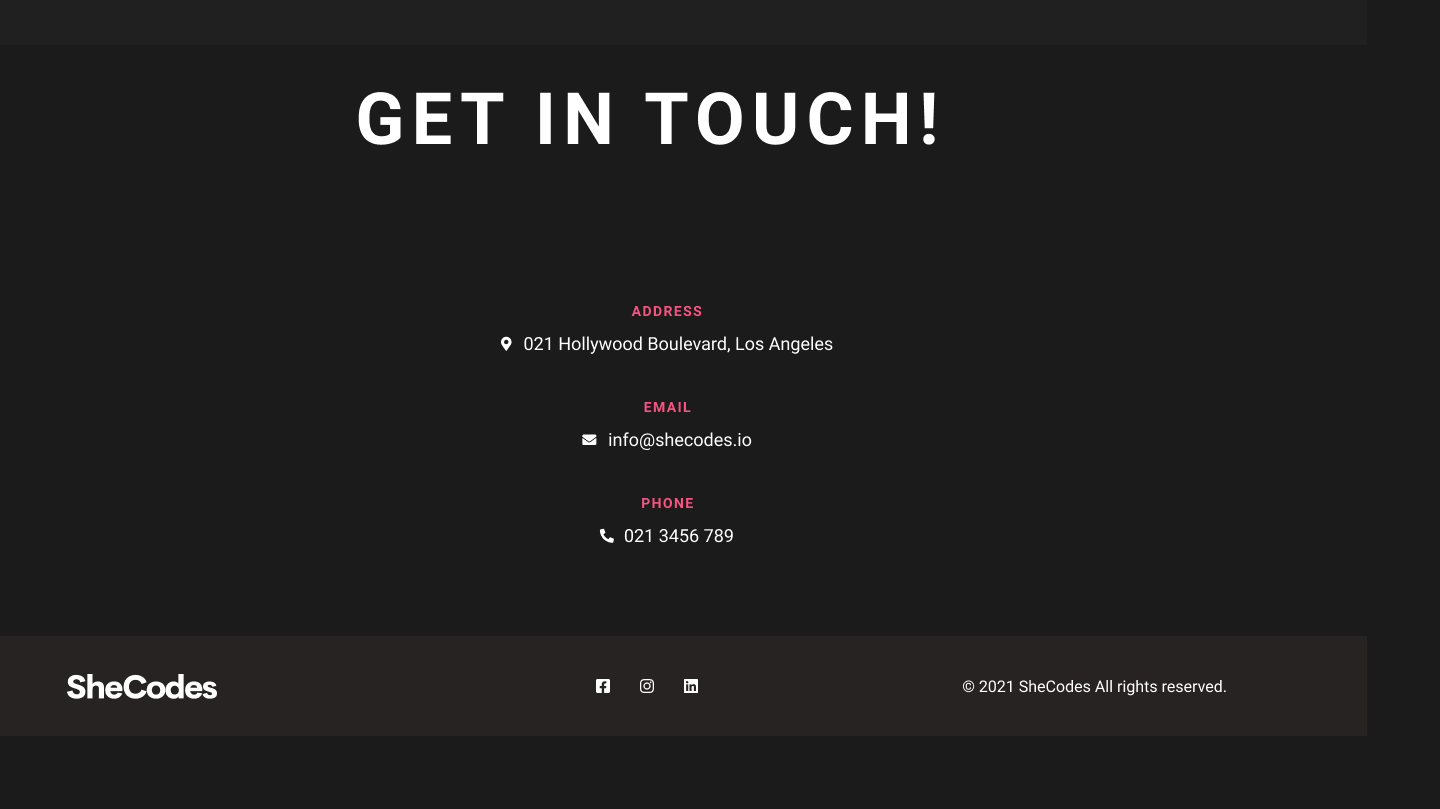 GET IN TOUCH!
ADDRESS
021 Hollywood Boulevard, Los Angeles
EMAIL
info@shecodes.io
PHONE
021 3456 789
SheCodes
© 2021 SheCodes All rights reserved.